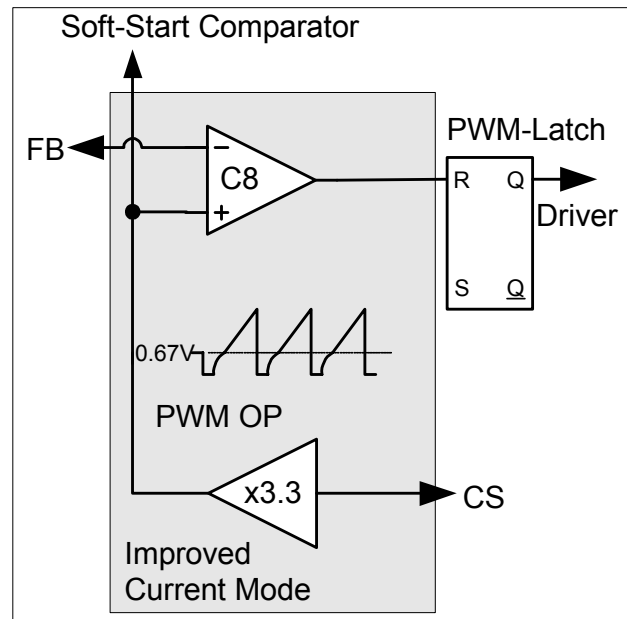 Soft-Start Comparator
FB
PWM-Latch
−
C8
+
R Q
Driver
S Q
0.67V
PWM OP
x3.3
CS
Improved
Current Mode